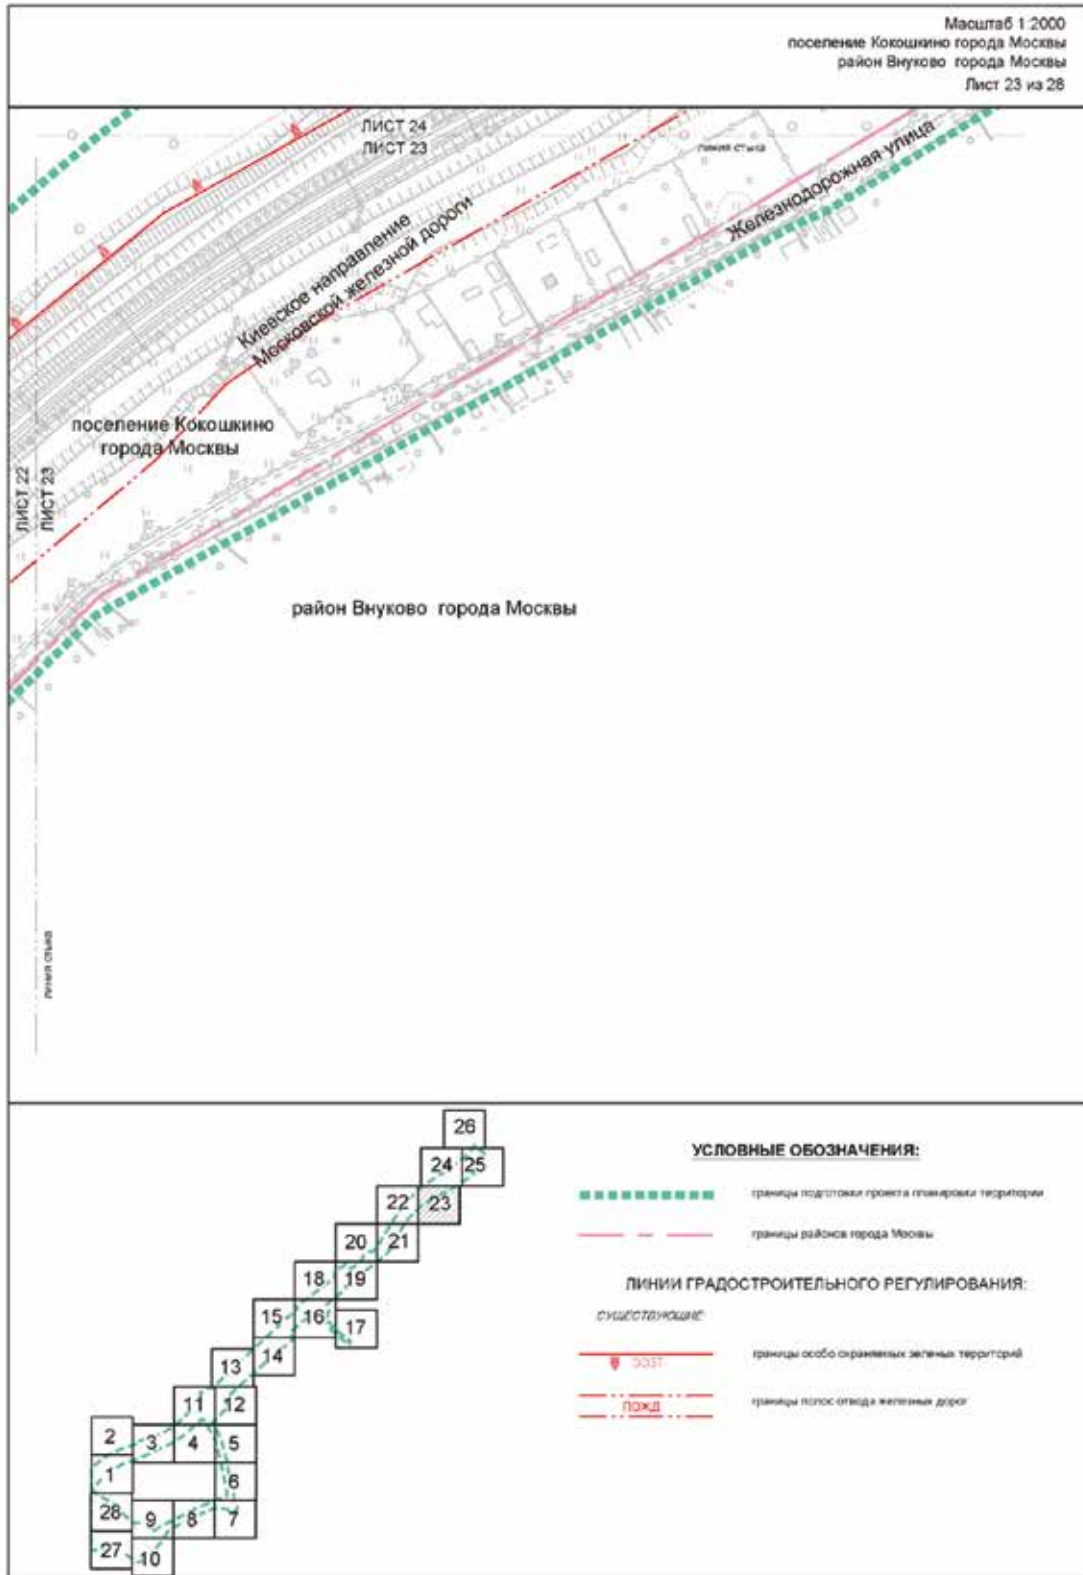 Масштаб 1:2000
поселение Кокошкино города Москвы
район Внуково города Москвы
Лист 23 из 28
ЛИСТ 24
ЛИСТ 23
линия стыка
Железнодорожная улица
Киевское направление
Московской железной дороги
поселение Кокошкино
города Москвы
ЛИСТ 22
ЛИСТ 23
район Внуково города Москвы
линия стыка
26
24 25
22 23
20 21
18 19
15 16 17
14
13
11 12
2 3 4 5
1 6
28 9 8 7
27 10
УСЛОВНЫЕ ОБОЗНАЧЕНИЯ:
границы подготовки проекта планировки территории
границы районов города Москвы
ЛИНИИ ГРАДОСТРОИТЕЛЬНОГО РЕГУЛИРОВАНИЯ:
СУЩЕСТВУЮЩИЕ
ООЗТ
границы особо охраняемых зеленых территорий
ПОЖД
границы полос отвода железных дорог